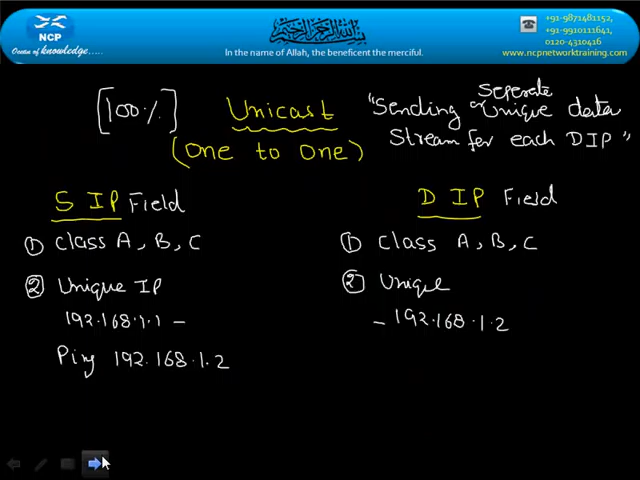 NCP
Ocean of knowledge.....
بسم الله الرحمن الرحيم
In the name of Allah, the beneficent the merciful.
+91-9871481152,
+91-9910111641,
0120-4310416
www.ncpnetworktraining.com
[100%]
Unicast
(One to One)
"Sending Seperate or Unique data
Stream for each DIP"
S IP Field
① Class A, B, C
② Unique IP
192.168.1.1 –
Ping 192.168.1.2
D IP Field
① Class A, B, C
② Unique
– 192.168.1.2